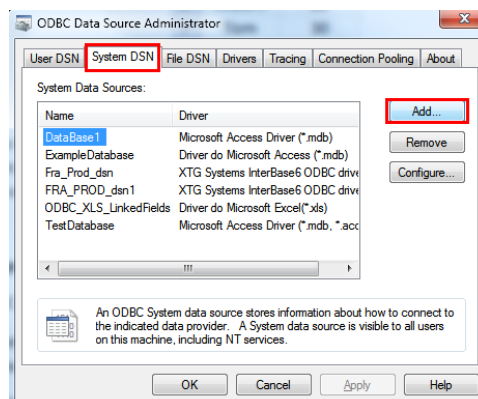 ODBC Data Source Administrator
User DSN System DSN File DSN Drivers Tracing Connection Pooling About
System Data Sources:
Name Driver
Add...
DataBase1 Microsoft Access Driver (*.mdb)
Remove
ExampleDatabase Driver do Microsoft Access (*.mdb)
Fra_Prod_dsn XTG Systems InterBase6 ODBC drive
Configure...
FRA_PROD_dsn1 XTG Systems InterBase6 ODBC drive
ODBC_XLS_LinkedFields Driver do Microsoft Excel(*.xls)
TestDatabase Microsoft Access Driver (*.mdb, *.acc
An ODBC System data source stores information about how to connect to
the indicated data provider. A System data source is visible to all users
on this machine, including NT services.
OK Cancel Apply Help